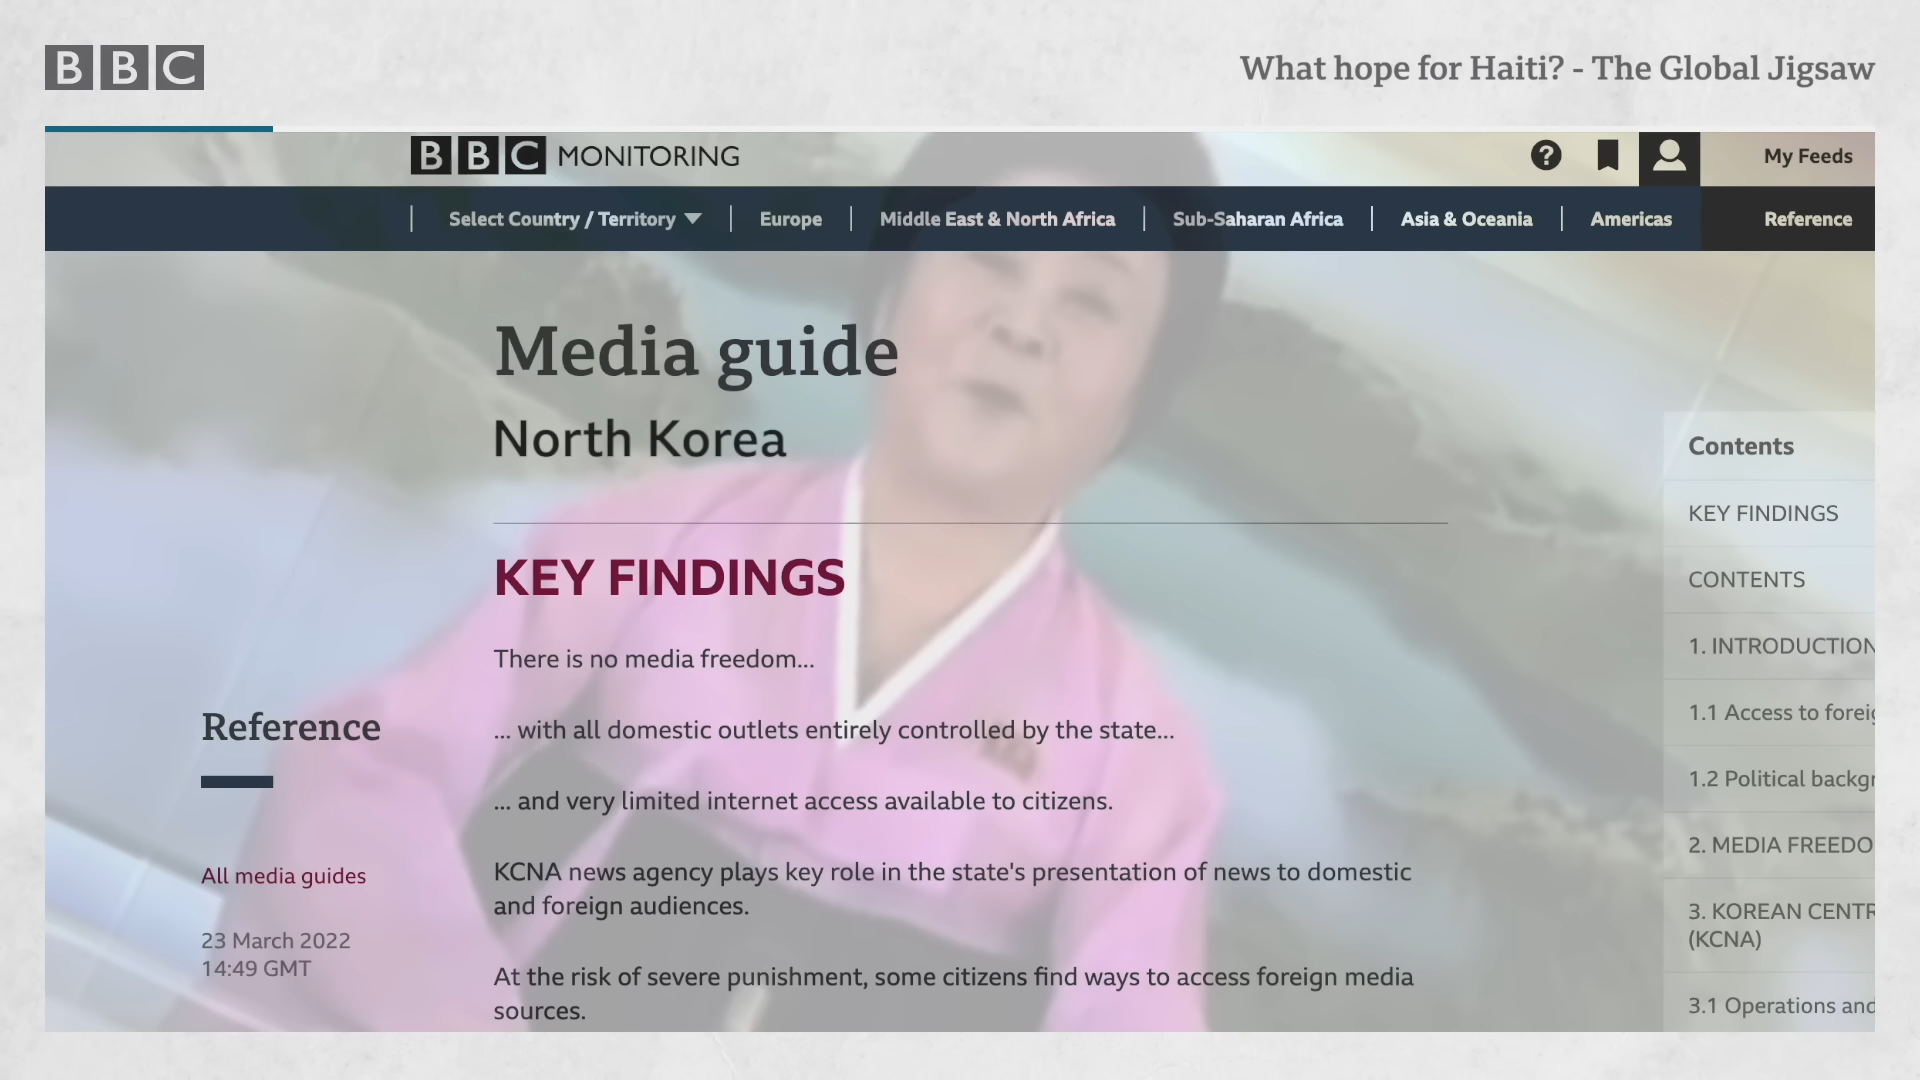 BBC
What hope for Haiti? - The Global Jigsaw
BBC MONITORING
? My Feeds
Select Country / Territory
Europe
Middle East & North Africa
Sub-Saharan Africa
Asia & Oceania
Americas
Reference
Media guide
North Korea
KEY FINDINGS
There is no media freedom...
... with all domestic outlets entirely controlled by the state...
... and very limited internet access available to citizens.
KCNA news agency plays key role in the state's presentation of news to domestic
and foreign audiences.
At the risk of severe punishment, some citizens find ways to access foreign media
sources.
Reference
All media guides
23 March 2022
14:49 GMT
Contents
KEY FINDINGS
CONTENTS
1. INTRODUCTION
1.1 Access to foreig
1.2 Political backgr
2. MEDIA FREEDO
3. KOREAN CENTR
(KCNA)
3.1 Operations and